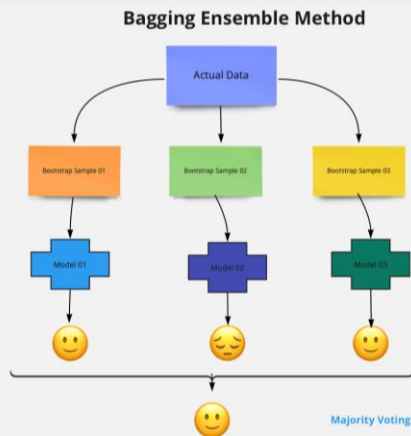 Bagging Ensemble Method
Actual Data
Bootstrap Sample 01
Bootstrap Sample 02
Bootstrap Sample 03
Model 01
Model 02
Model 03
Majority Voting